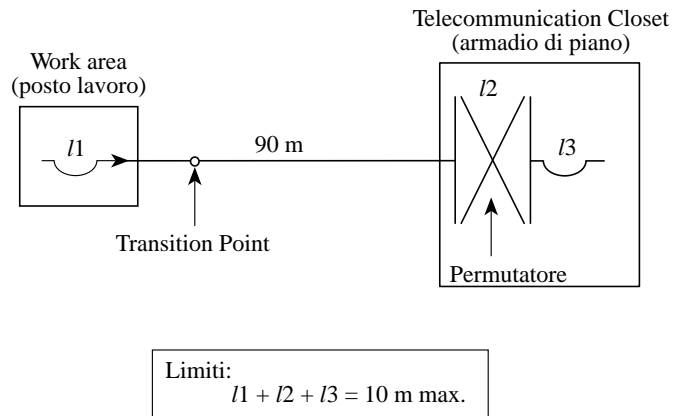 Telecommunication Closet
(armadio di piano)
Work area
(posto lavoro)
l2
l1
90 m
l3
Transition Point
Permutatore
Limiti:
l1 + l2 + l3 = 10 m max.